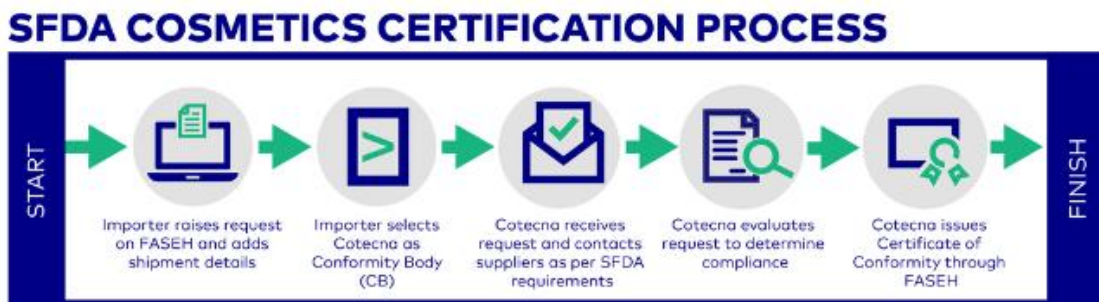 SFDA COSMETICS CERTIFICATION PROCESS
START
Importer raises request
on FASEH and adds
shipment details
Importer selects
Cotecna as
Conformity Body
(CB)
Cotecna receives
request and contacts
suppliers as per SFDA
requirements
Cotecna evaluates
request to determine
compliance
Cotecna issues
Certificate of
Conformity through
FASEH
FINISH